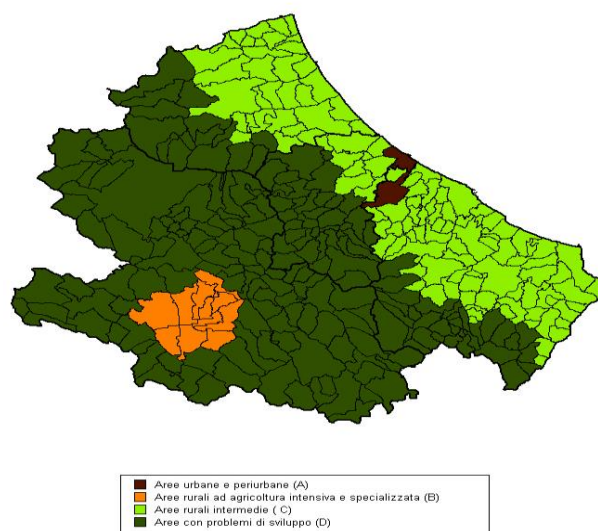 Aree urbane e periurbane (A)
Aree rurali ad agricoltura intensiva e specializzata (B)
Aree rurali intermedie ( C)
Aree con problemi di sviluppo (D)